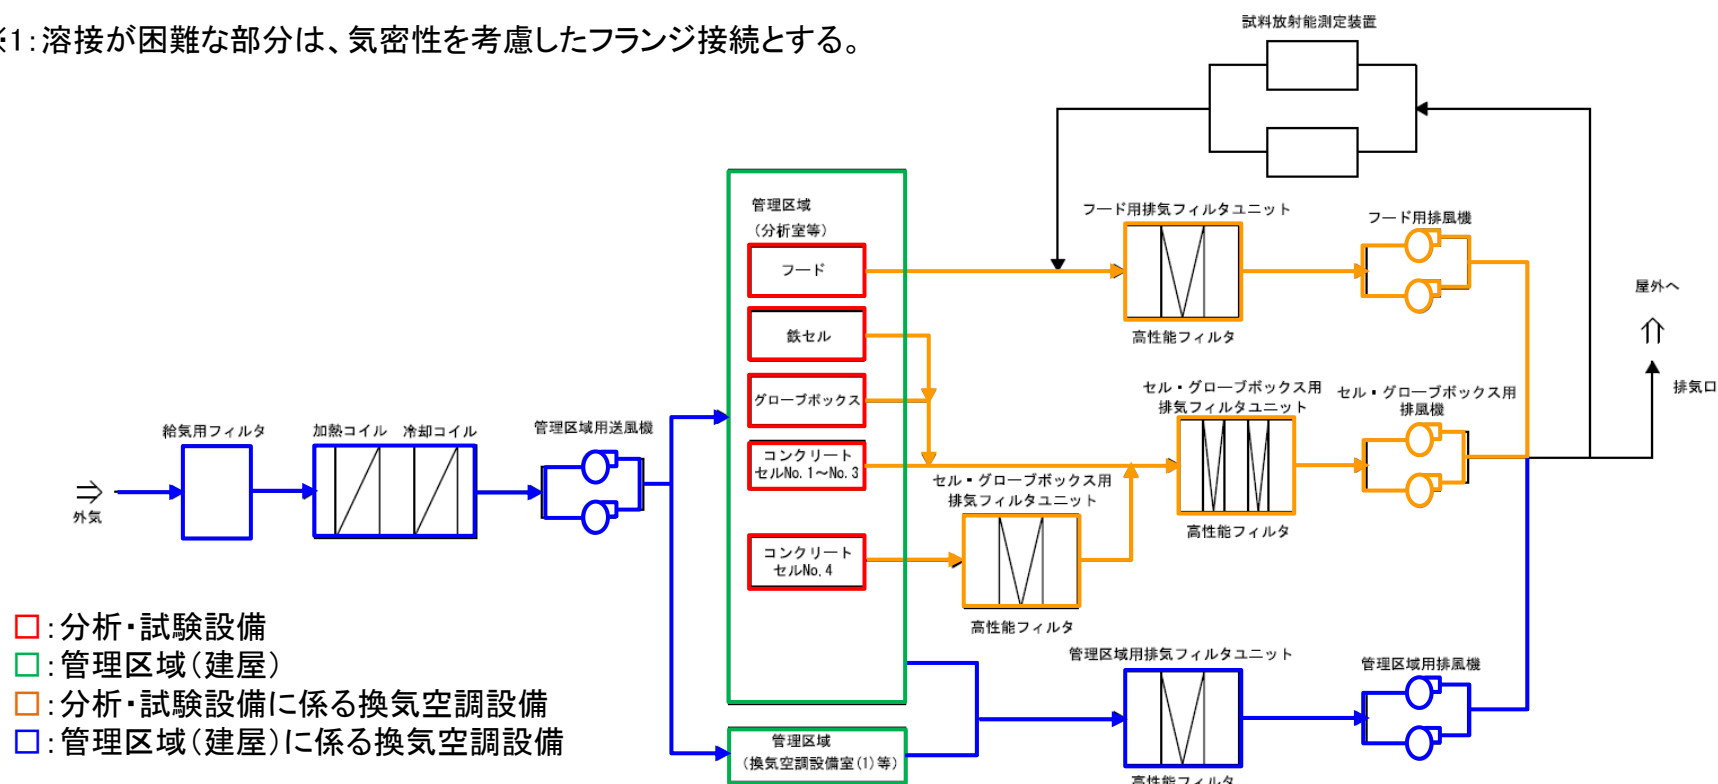 ※1:溶接が困難な部分は、気密性を考慮したフランジ接続とする。
試料放射能測定装置
管理区域
(分析室等)
フード
鉄セル
グローブボックス
コンクリート
セルNo.1~No.3
コンクリート
セルNo.4
フード用排気フィルタユニット
高性能フィルタ
フード用排風機
屋外へ
排気口
セル・グローブボックス用
排気フィルタユニット
高性能フィルタ
セル・グローブボックス用
排風機
セル・グローブボックス用
排気フィルタユニット
高性能フィルタ
外気
給気用フィルタ
加熱コイル 冷却コイル
管理区域用送風機
管理区域用排気フィルタユニット
高性能フィルタ
管理区域用排風機
管理区域
(換気空調設備室(1)等)
□:分析・試験設備
□:管理区域(建屋)
□:分析・試験設備に係る換気空調設備
□:管理区域(建屋)に係る換気空調設備